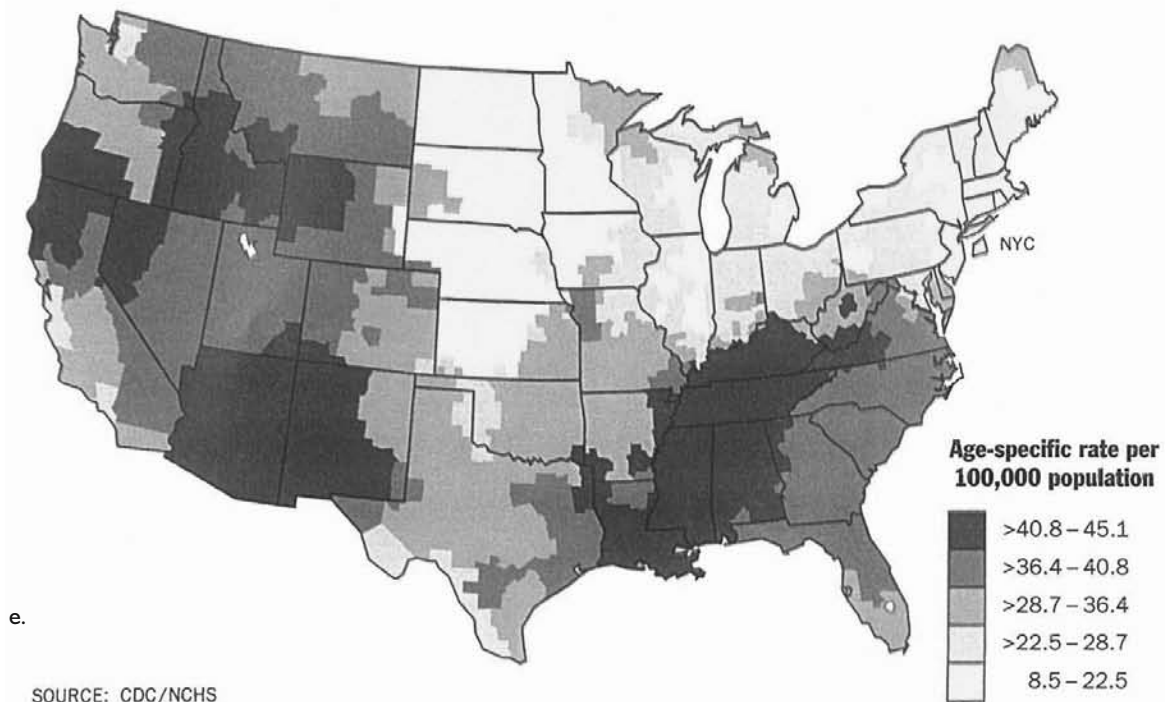 NYC
Age-specific rate per
100,000 population
>40.8 – 45.1
>36.4 – 40.8
>28.7 – 36.4
>22.5 – 28.7
8.5 – 22.5
e.
SOURCE: CDC/NCHS